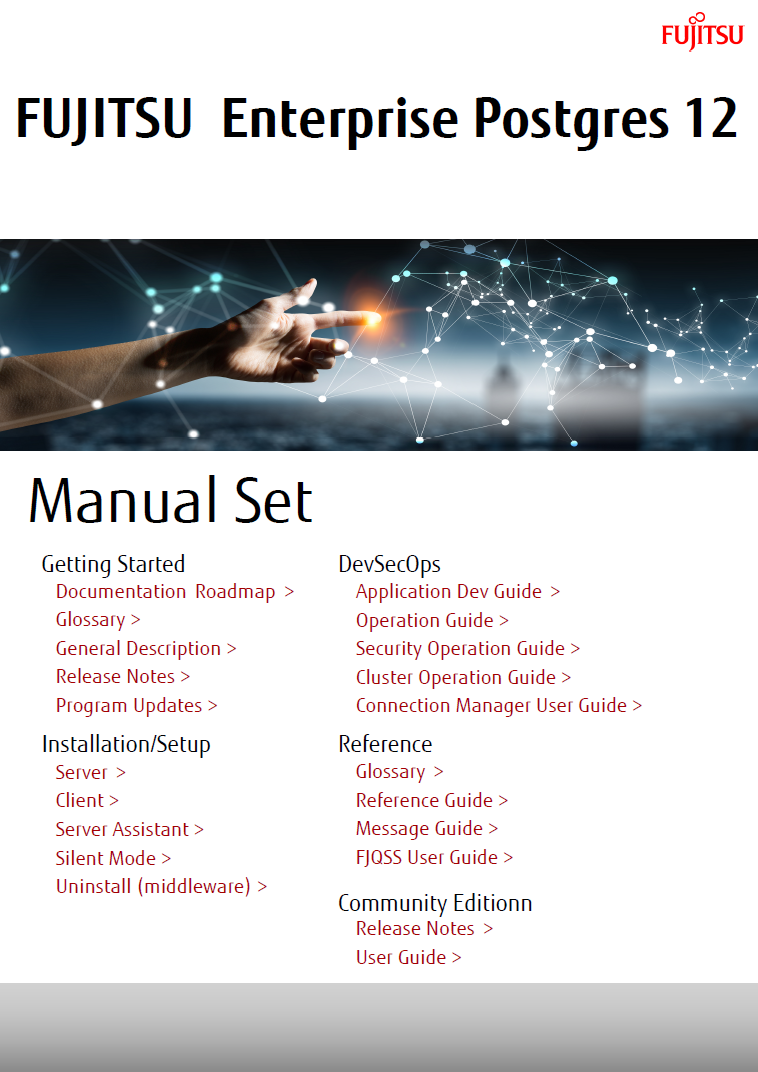 FUJITSU
FUJITSU Enterprise Postgres 12
Manual Set
Getting Started
Documentation Roadmap >
Glossary >
General Description >
Release Notes >
Program Updates >
Installation/Setup
Server >
Client >
Server Assistant >
Silent Mode >
Uninstall (middleware) >
DevSecOps
Application Dev Guide >
Operation Guide >
Security Operation Guide >
Cluster Operation Guide >
Connection Manager User Guide >
Reference
Glossary >
Reference Guide >
Message Guide >
FJQSS User Guide >
Community Editionn
Release Notes >
User Guide >